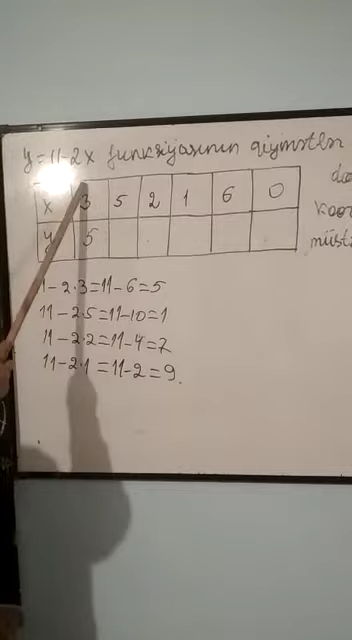 y=11-2x funksiyasının qiymətlər
x 3 5 2 1 6 0
y 5
1-2·3=11-6=5
11-2·5=11-10=1
11-2·2=11-4=7
11-2·1=11-2=9.